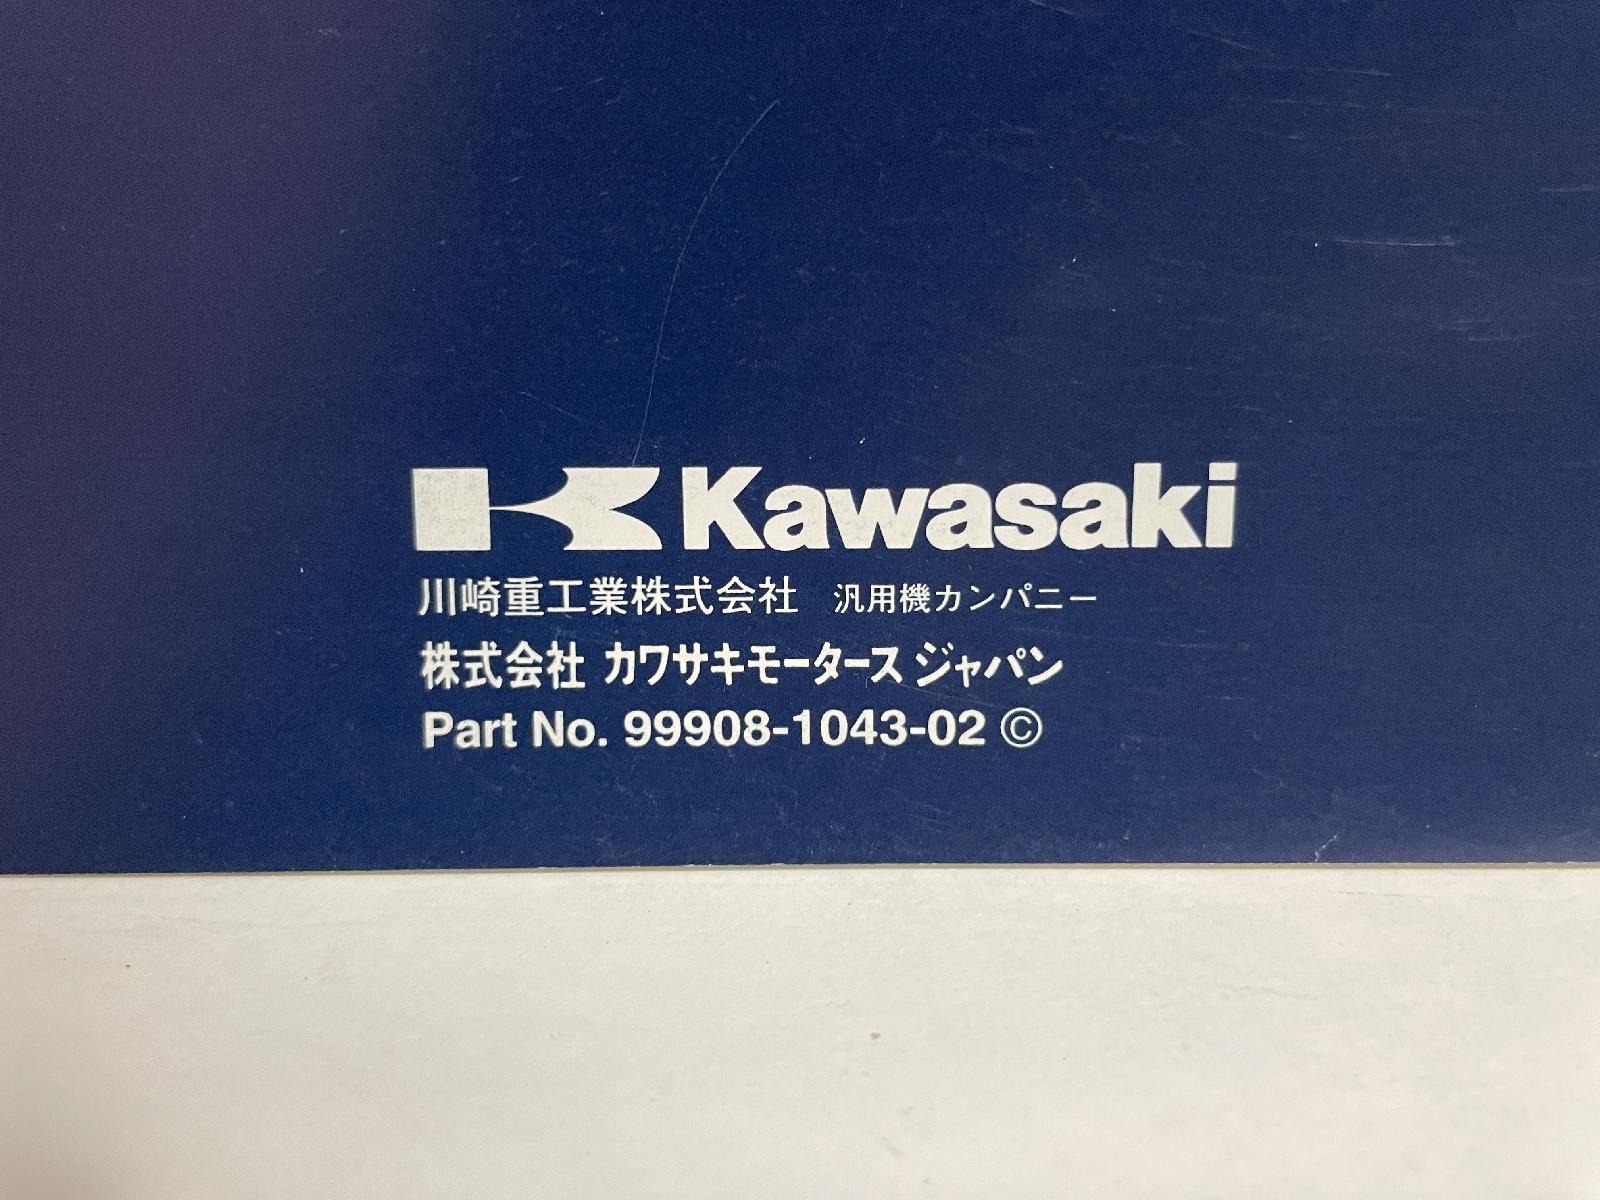 Kawasaki
川崎重工業株式会社 汎用機カンパニー
株式会社 カワサキモータース ジャパン
Part No. 99908-1043-02 ©